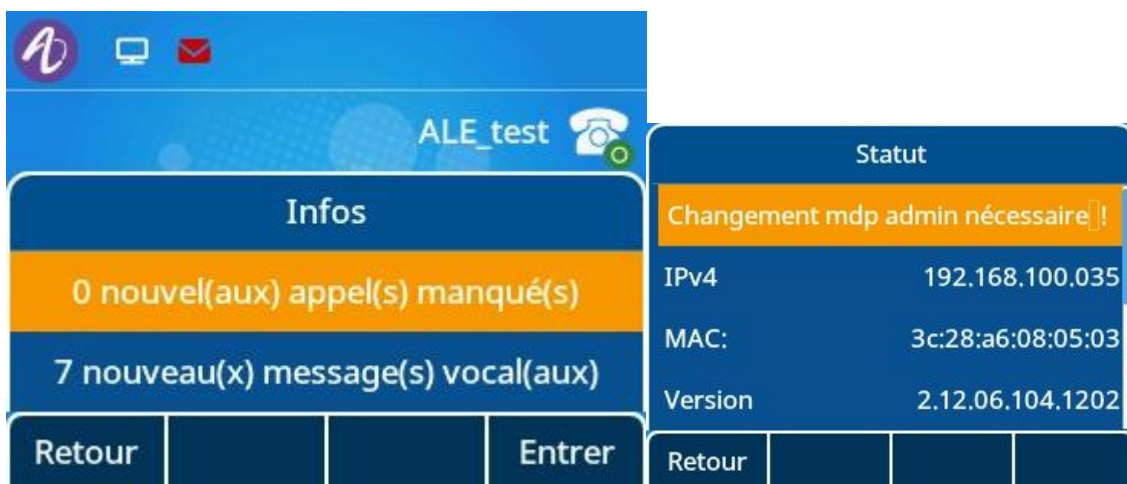 ALE_test
Infos
0 nouvel(aux) appel(s) manqué(s)
7 nouveau(x) message(s) vocal(aux)
Retour
Entrer
Statut
Changement mdp admin nécessaire !
IPv4 192.168.100.035
MAC: 3c:28:a6:08:05:03
Version 2.12.06.104.1202
Retour